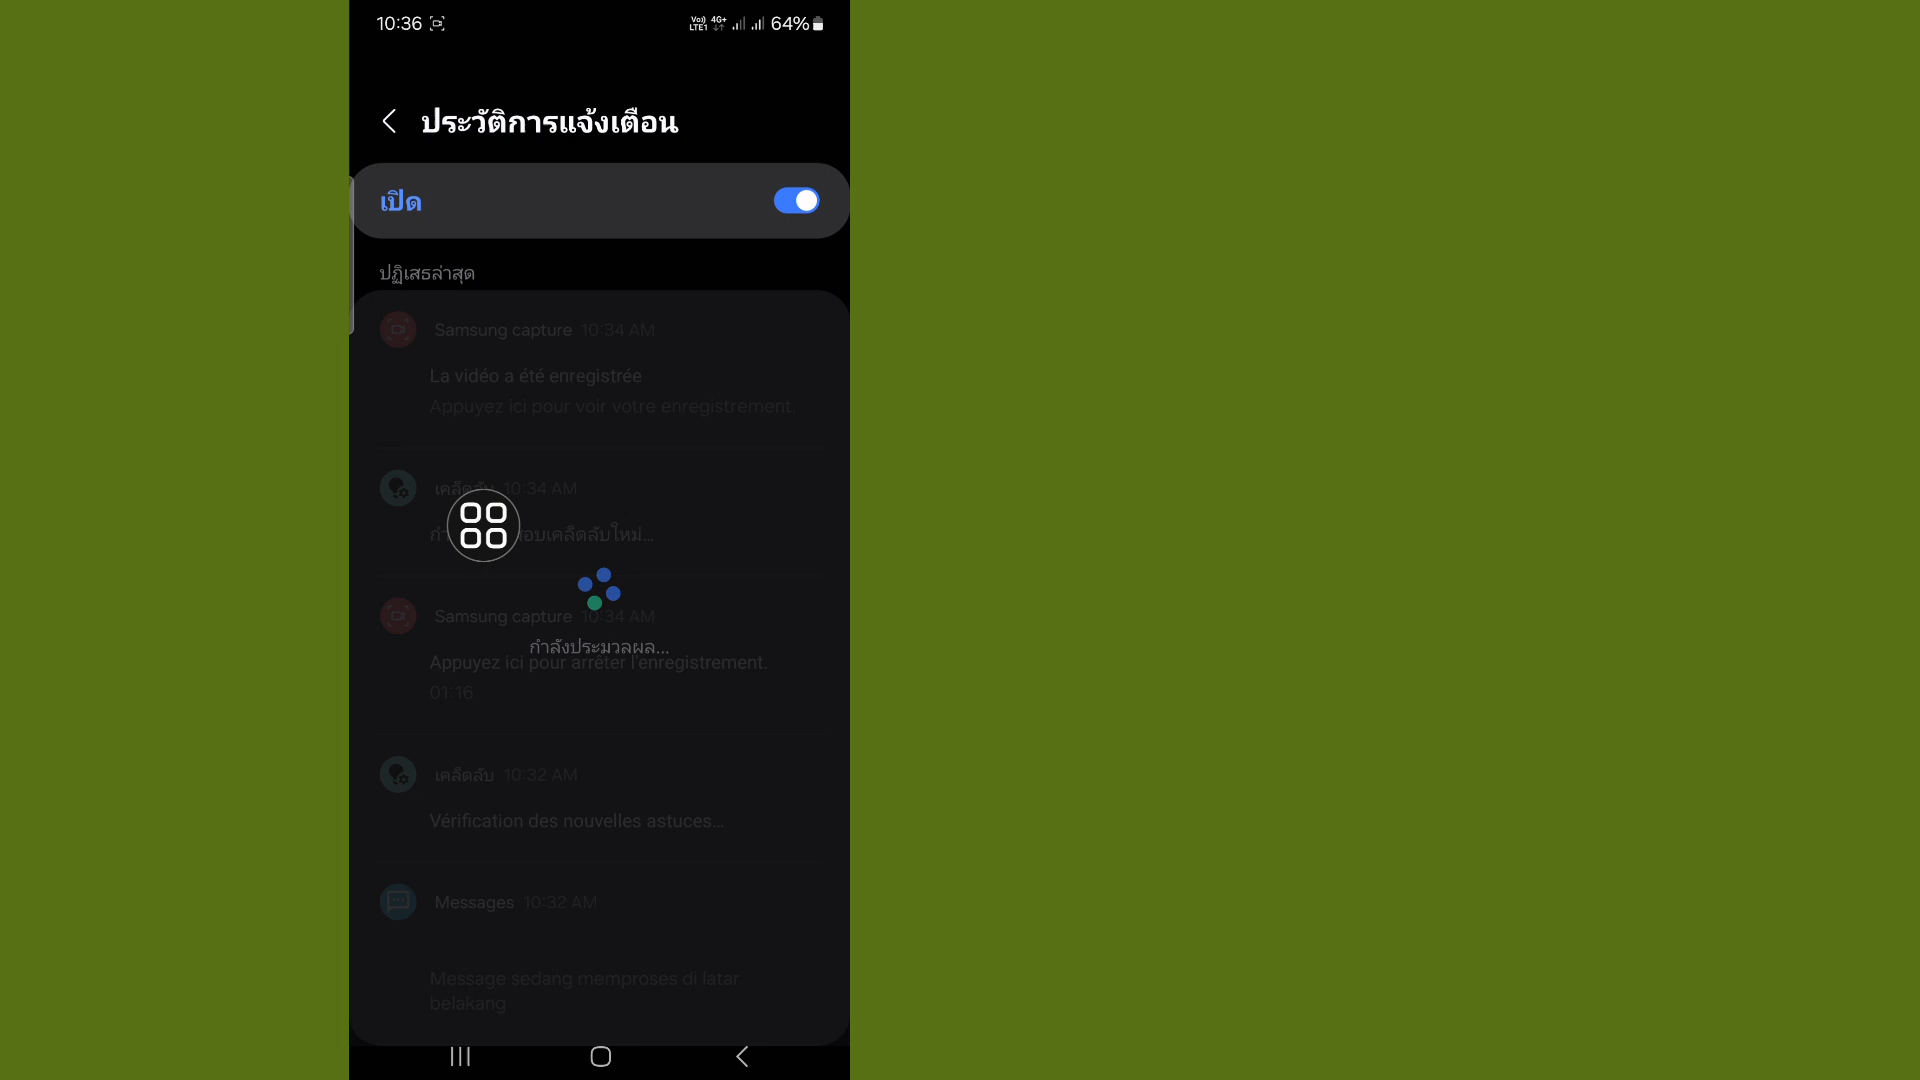 10:36
Vo)) LTE1 4G+ 64%
ประวัติการแจ้งเตือน
เปิด
ปฏิเสธล่าสุด
Samsung capture 10:34 AM
La vidéo a été enregistrée
Appuyez ici pour voir votre enregistrement.
เคล็ดลับ 10:34 AM
อบเคล็ดลับใหม่...
Samsung capture 10:34 AM
กำลังประมวลผล...
Appuyez ici pour arrêter l'enregistrement.
01:16
เคล็ดลับ 10:32 AM
Vérification des nouvelles astuces...
Messages 10:32 AM
Message sedang memproses di latar
belakang